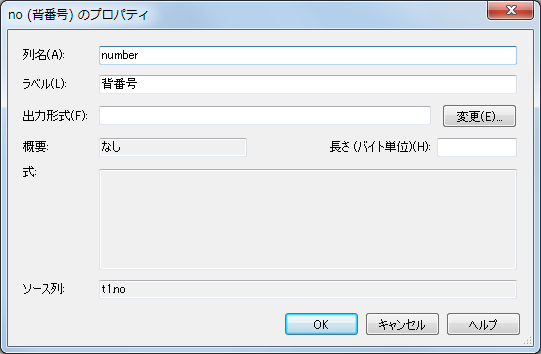 no (背番号) のプロパティ
列名(A): number
ラベル(L): 背番号
出力形式(F): 変更(E)...
概要: なし 長さ(バイト単位)(H):
式:
ソース列: t1.no
OK キャンセル ヘルプ